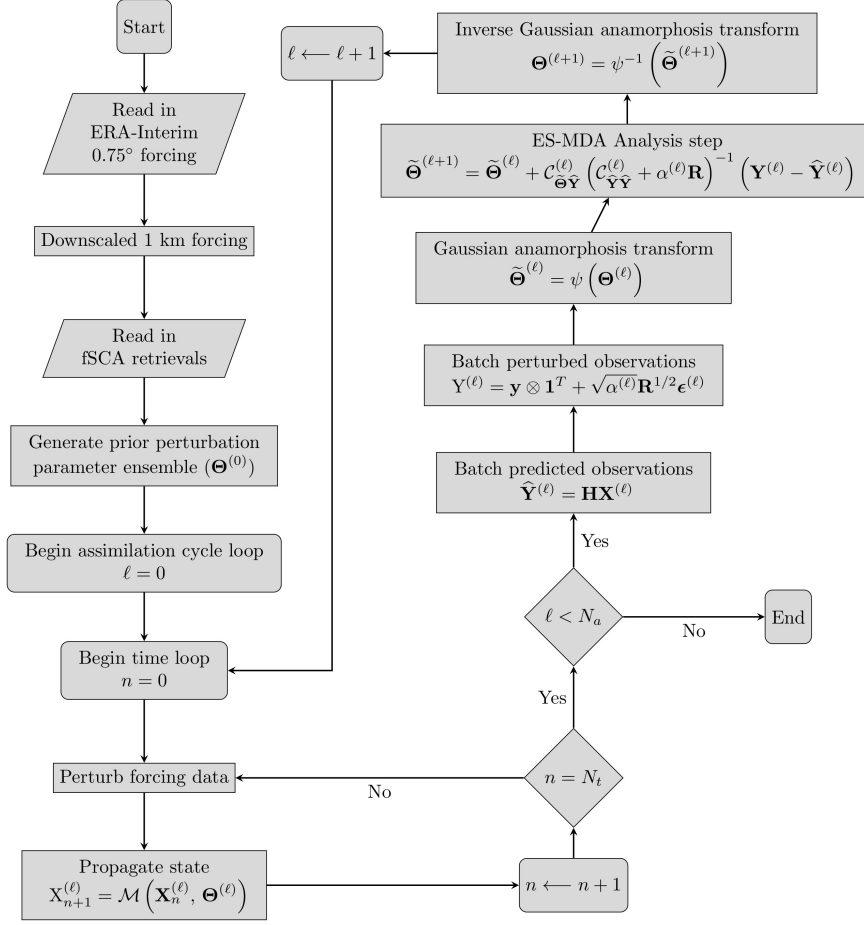 Start
Read in
ERA-Interim
0.75° forcing
Downscaled 1 km forcing
Read in
fSCA retrievals
Generate prior perturbation
parameter ensemble (Θ^(0))
Begin assimilation cycle loop
ℓ = 0
Begin time loop
n = 0
Perturb forcing data
Propagate state
X_{n+1}^{(ℓ)} = ℳ(X_n^{(ℓ)}, Θ^{(ℓ)})
n ⟵ n + 1
n = N_t
No
Yes
ℓ < N_a
No
End
Yes
Batch predicted observations
Ŷ^{(ℓ)} = HX^{(ℓ)}
Batch perturbed observations
Y^{(ℓ)} = y ⊗ 1^T + √α^{(ℓ)} R^{1/2} ϵ^{(ℓ)}
Gaussian anamorphosis transform
Θ̃^{(ℓ)} = ψ(Θ^{(ℓ)})
ES-MDA Analysis step
Θ̃^{(ℓ+1)} = Θ̃^{(ℓ)} + 𝒞_{Θ̃Ŷ}^{(ℓ)} (𝒞_{ŶŶ}^{(ℓ)} + α^{(ℓ)}R)^{-1} (Y^{(ℓ)} − Ŷ^{(ℓ)})
Inverse Gaussian anamorphosis transform
Θ^{(ℓ+1)} = ψ^{-1}(Θ̃^{(ℓ+1)})
ℓ ⟵ ℓ + 1